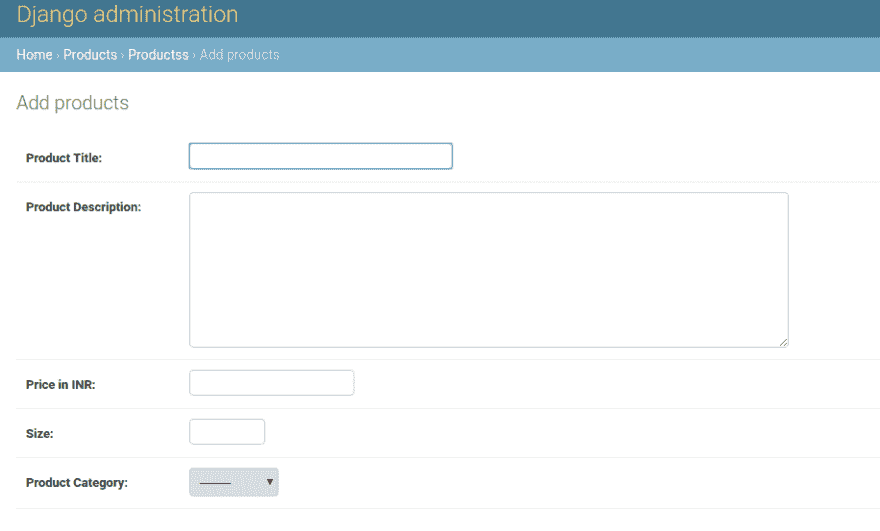 Django administration
Home › Products › Productss › Add products
Add products
Product Title:
Product Description:
Price in INR:
Size:
Product Category: